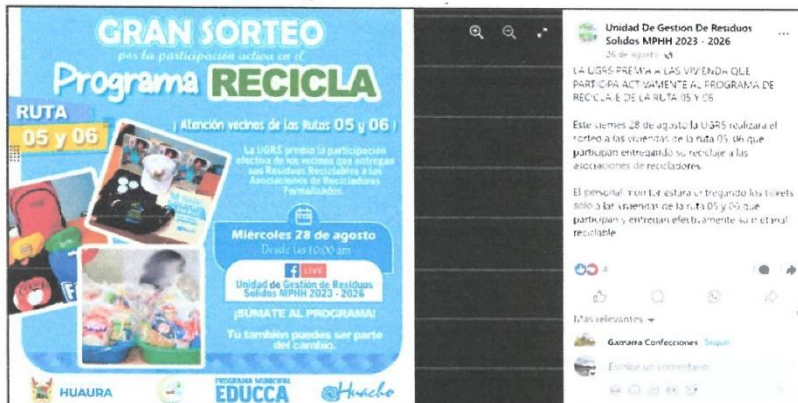 GRAN SORTEO
por la participación activa en el
Programa RECICLA
RUTA
05 y 06
¡Atención vecinos de las Rutas 05 y 06!
La UGRS premia la participación
efectiva de los vecinos que entregan
sus Residuos Reciclables a las
Asociaciones de Recicladores
Formalizados.
Miércoles 28 de agosto
Desde las 10:00 am
LIVE
Unidad de Gestión de Residuos
Solidos MPHH 2023 - 2026
¡SÚMATE AL PROGRAMA!
Tú también puedes ser parte
del cambio.
HUAURA
PROGRAMA MUNICIPAL
EDUCCA
Huacho
Unidad De Gestión De Residuos
Solidos MPHH 2023 - 2026
26 de agosto
LA UGRS PREMIA A LAS VIVIENDA QUE
PARTICIPA ACTIVAMENTE AL PROGRAMA DE
RECICLAJE DE LA RUTA 05 Y 06
Este viernes 28 de agosto la UGRS realizara el
sorteo a las viviendas de la ruta 05, 06 que
participan entregando su reciclaje a las
asociaciones de recicladores
El personal monitor estara entregando los tikets
solo a las viviendas de la ruta 05 y 06 que
participan y entregan efectivamente su material
reciclable
4
Más relevantes
Gamarra Confecciones Seguir
Escribe un comentario